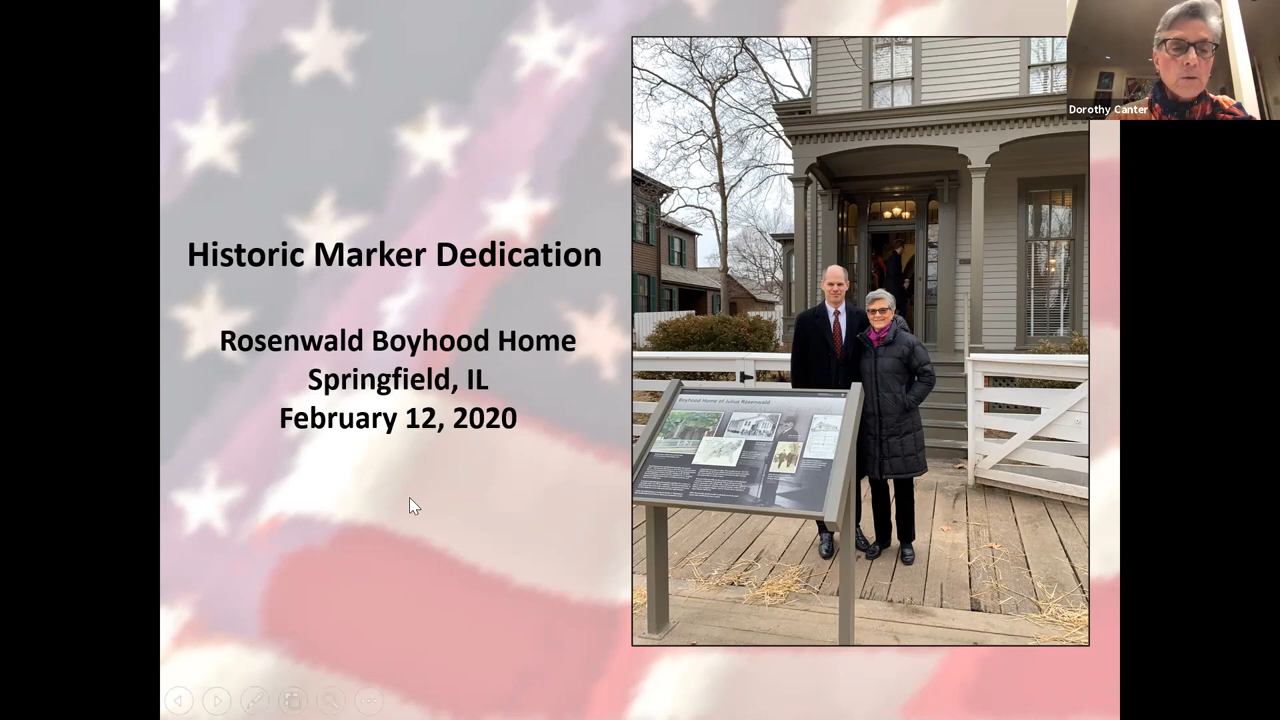 Historic Marker Dedication
Rosenwald Boyhood Home
Springfield, IL
February 12, 2020
Boyhood Home of Julius Rosenwald
Dorothy Canter